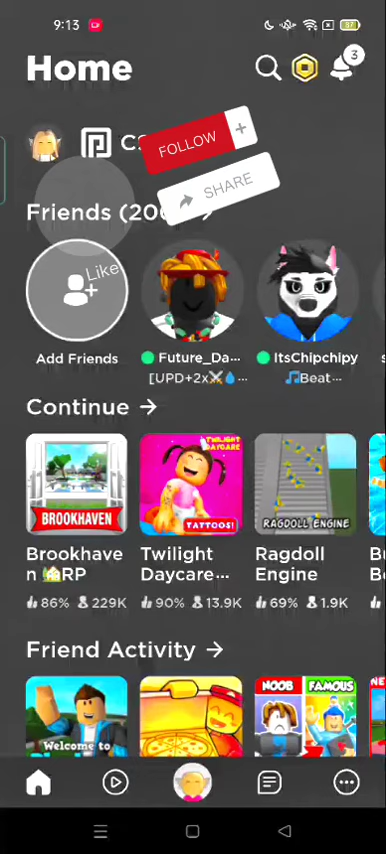 9:13
87
Home
3
FOLLOW +
SHARE
Friends (20
Like
Add Friends
Future_Da...
ItsChipchipy
[UPD+2x⚔️💧...
🎵Beat...
Continue →
TWILIGHT
DAYCARE
BROOKHAVEN
TATTOOS!
RAGDOLL ENGINE
Brookhave
n 🏡RP
Twilight
Daycare...
Ragdoll
Engine
86% 229K
90% 13.9K
69% 1.9K
Friend Activity →
Welcome to
NOOB
FAMOUS